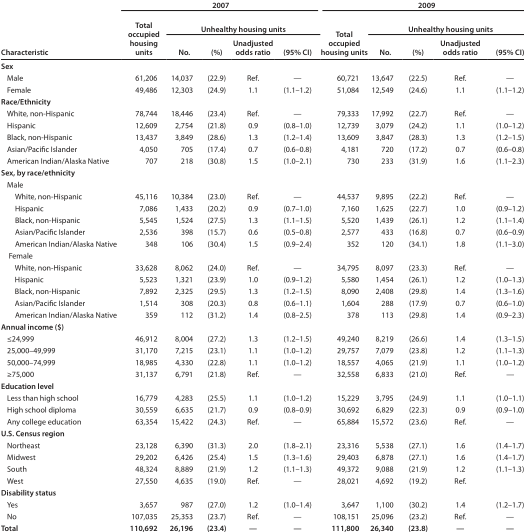 2007 2009
Total occupied housing units Unhealthy housing units Total occupied housing units Unhealthy housing units
Characteristic No. (%) Unadjusted odds ratio (95% CI) No. (%) Unadjusted odds ratio (95% CI)
Sex
Male 61,206 14,037 (22.9) Ref. — 60,721 13,647 (22.5) Ref. —
Female 49,486 12,303 (24.9) 1.1 (1.1–1.2) 51,084 12,549 (24.6) 1.1 (1.1–1.2)
Race/Ethnicity
White, non-Hispanic 78,744 18,446 (23.4) Ref. — 79,333 17,992 (22.7) Ref. —
Hispanic 12,609 2,754 (21.8) 0.9 (0.8–1.0) 12,739 3,079 (24.2) 1.1 (1.0–1.2)
Black, non-Hispanic 13,437 3,849 (28.6) 1.3 (1.2–1.4) 13,609 3,847 (28.3) 1.3 (1.2–1.5)
Asian/Pacific Islander 4,050 705 (17.4) 0.7 (0.6–0.8) 4,181 720 (17.2) 0.7 (0.6–0.8)
American Indian/Alaska Native 707 218 (30.8) 1.5 (1.0–2.1) 730 233 (31.9) 1.6 (1.1–2.3)
Sex, by race/ethnicity
Male
White, non-Hispanic 45,116 10,384 (23.0) Ref. — 44,537 9,895 (22.2) Ref. —
Hispanic 7,086 1,433 (20.2) 0.9 (0.7–1.0) 7,160 1,625 (22.7) 1.0 (0.9–1.2)
Black, non-Hispanic 5,545 1,524 (27.5) 1.3 (1.1–1.5) 5,520 1,439 (26.1) 1.2 (1.1–1.4)
Asian/Pacific Islander 2,536 398 (15.7) 0.6 (0.5–0.8) 2,577 433 (16.8) 0.7 (0.6–0.9)
American Indian/Alaska Native 348 106 (30.4) 1.5 (0.9–2.4) 352 120 (34.1) 1.8 (1.1–3.0)
Female
White, non-Hispanic 33,628 8,062 (24.0) Ref. — 34,795 8,097 (23.3) Ref. —
Hispanic 5,523 1,321 (23.9) 1.0 (0.9–1.2) 5,580 1,454 (26.1) 1.2 (1.0–1.3)
Black, non-Hispanic 7,892 2,325 (29.5) 1.3 (1.2–1.5) 8,090 2,408 (29.8) 1.4 (1.3–1.6)
Asian/Pacific Islander 1,514 308 (20.3) 0.8 (0.6–1.1) 1,604 288 (17.9) 0.7 (0.6–1.0)
American Indian/Alaska Native 359 112 (31.2) 1.4 (0.8–2.5) 378 113 (29.8) 1.4 (0.9–2.3)
Annual income ($)
≤24,999 46,912 8,004 (27.2) 1.3 (1.2–1.5) 49,240 8,219 (26.6) 1.4 (1.3–1.5)
25,000–49,999 31,170 7,215 (23.1) 1.1 (1.0–1.2) 29,757 7,079 (23.8) 1.2 (1.1–1.3)
50,000–74,999 18,985 4,330 (22.8) 1.1 (1.0–1.2) 18,557 4,065 (21.9) 1.1 (1.0–1.2)
≥75,000 31,137 6,791 (21.8) Ref. — 32,558 6,833 (21.0) Ref. —
Education level
Less than high school 16,779 4,283 (25.5) 1.1 (1.0–1.2) 15,229 3,795 (24.9) 1.1 (1.0–1.1)
High school diploma 30,559 6,635 (21.7) 0.9 (0.8–0.9) 30,692 6,829 (22.3) 0.9 (0.9–1.0)
Any college education 63,354 15,422 (24.3) Ref. — 65,884 15,572 (23.6) Ref. —
U.S. Census region
Northeast 23,128 6,390 (31.3) 2.0 (1.8–2.1) 23,316 5,538 (27.1) 1.6 (1.4–1.7)
Midwest 29,202 6,426 (25.4) 1.5 (1.3–1.6) 29,403 6,878 (27.1) 1.6 (1.4–1.7)
South 48,324 8,889 (21.9) 1.2 (1.1–1.3) 49,372 9,088 (21.9) 1.2 (1.1–1.3)
West 27,550 4,635 (19.0) Ref. — 28,021 4,692 (19.2) Ref.
Disability status
Yes 3,657 987 (27.0) 1.2 (1.0–1.4) 3,647 1,100 (30.2) 1.4 (1.2–1.7)
No 107,035 25,353 (23.7) Ref. — 108,151 25,096 (23.2) Ref. —
Total 110,692 26,196 (23.4) — — 111,800 26,340 (23.8) — —